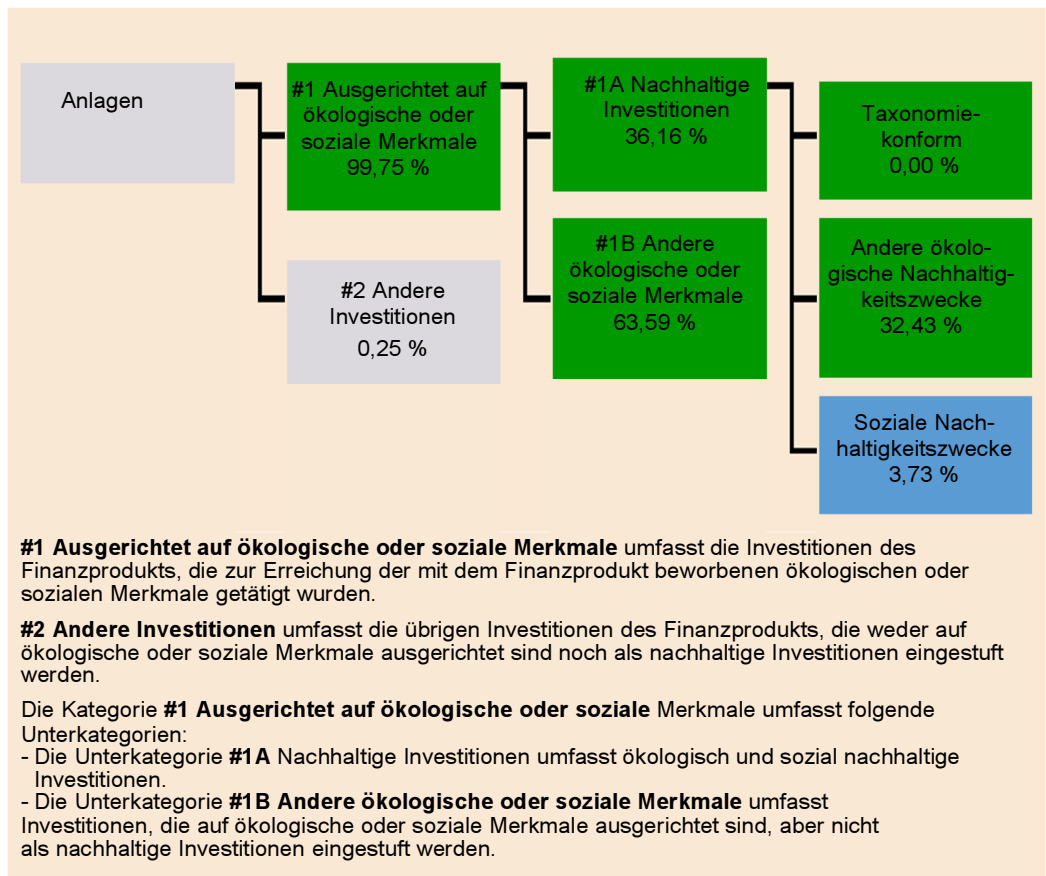 Anlagen
#1 Ausgerichtet auf
ökologische oder
soziale Merkmale
99,75 %
#2 Andere
Investitionen
0,25 %
#1A Nachhaltige
Investitionen
36,16 %
#1B Andere
ökologische oder
soziale Merkmale
63,59 %
Taxonomie-
konform
0,00 %
Andere ökolo-
gische Nachhaltig-
keitszwecke
32,43 %
Soziale Nach-
haltigkeitszwecke
3,73 %
#1 Ausgerichtet auf ökologische oder soziale Merkmale umfasst die Investitionen des
Finanzprodukts, die zur Erreichung der mit dem Finanzprodukt beworbenen ökologischen oder
sozialen Merkmale getätigt wurden.
#2 Andere Investitionen umfasst die übrigen Investitionen des Finanzprodukts, die weder auf
ökologische oder soziale Merkmale ausgerichtet sind noch als nachhaltige Investitionen eingestuft
werden.
Die Kategorie #1 Ausgerichtet auf ökologische oder soziale Merkmale umfasst folgende
Unterkategorien:
- Die Unterkategorie #1A Nachhaltige Investitionen umfasst ökologisch und sozial nachhaltige
Investitionen.
- Die Unterkategorie #1B Andere ökologische oder soziale Merkmale umfasst
Investitionen, die auf ökologische oder soziale Merkmale ausgerichtet sind, aber nicht
als nachhaltige Investitionen eingestuft werden.